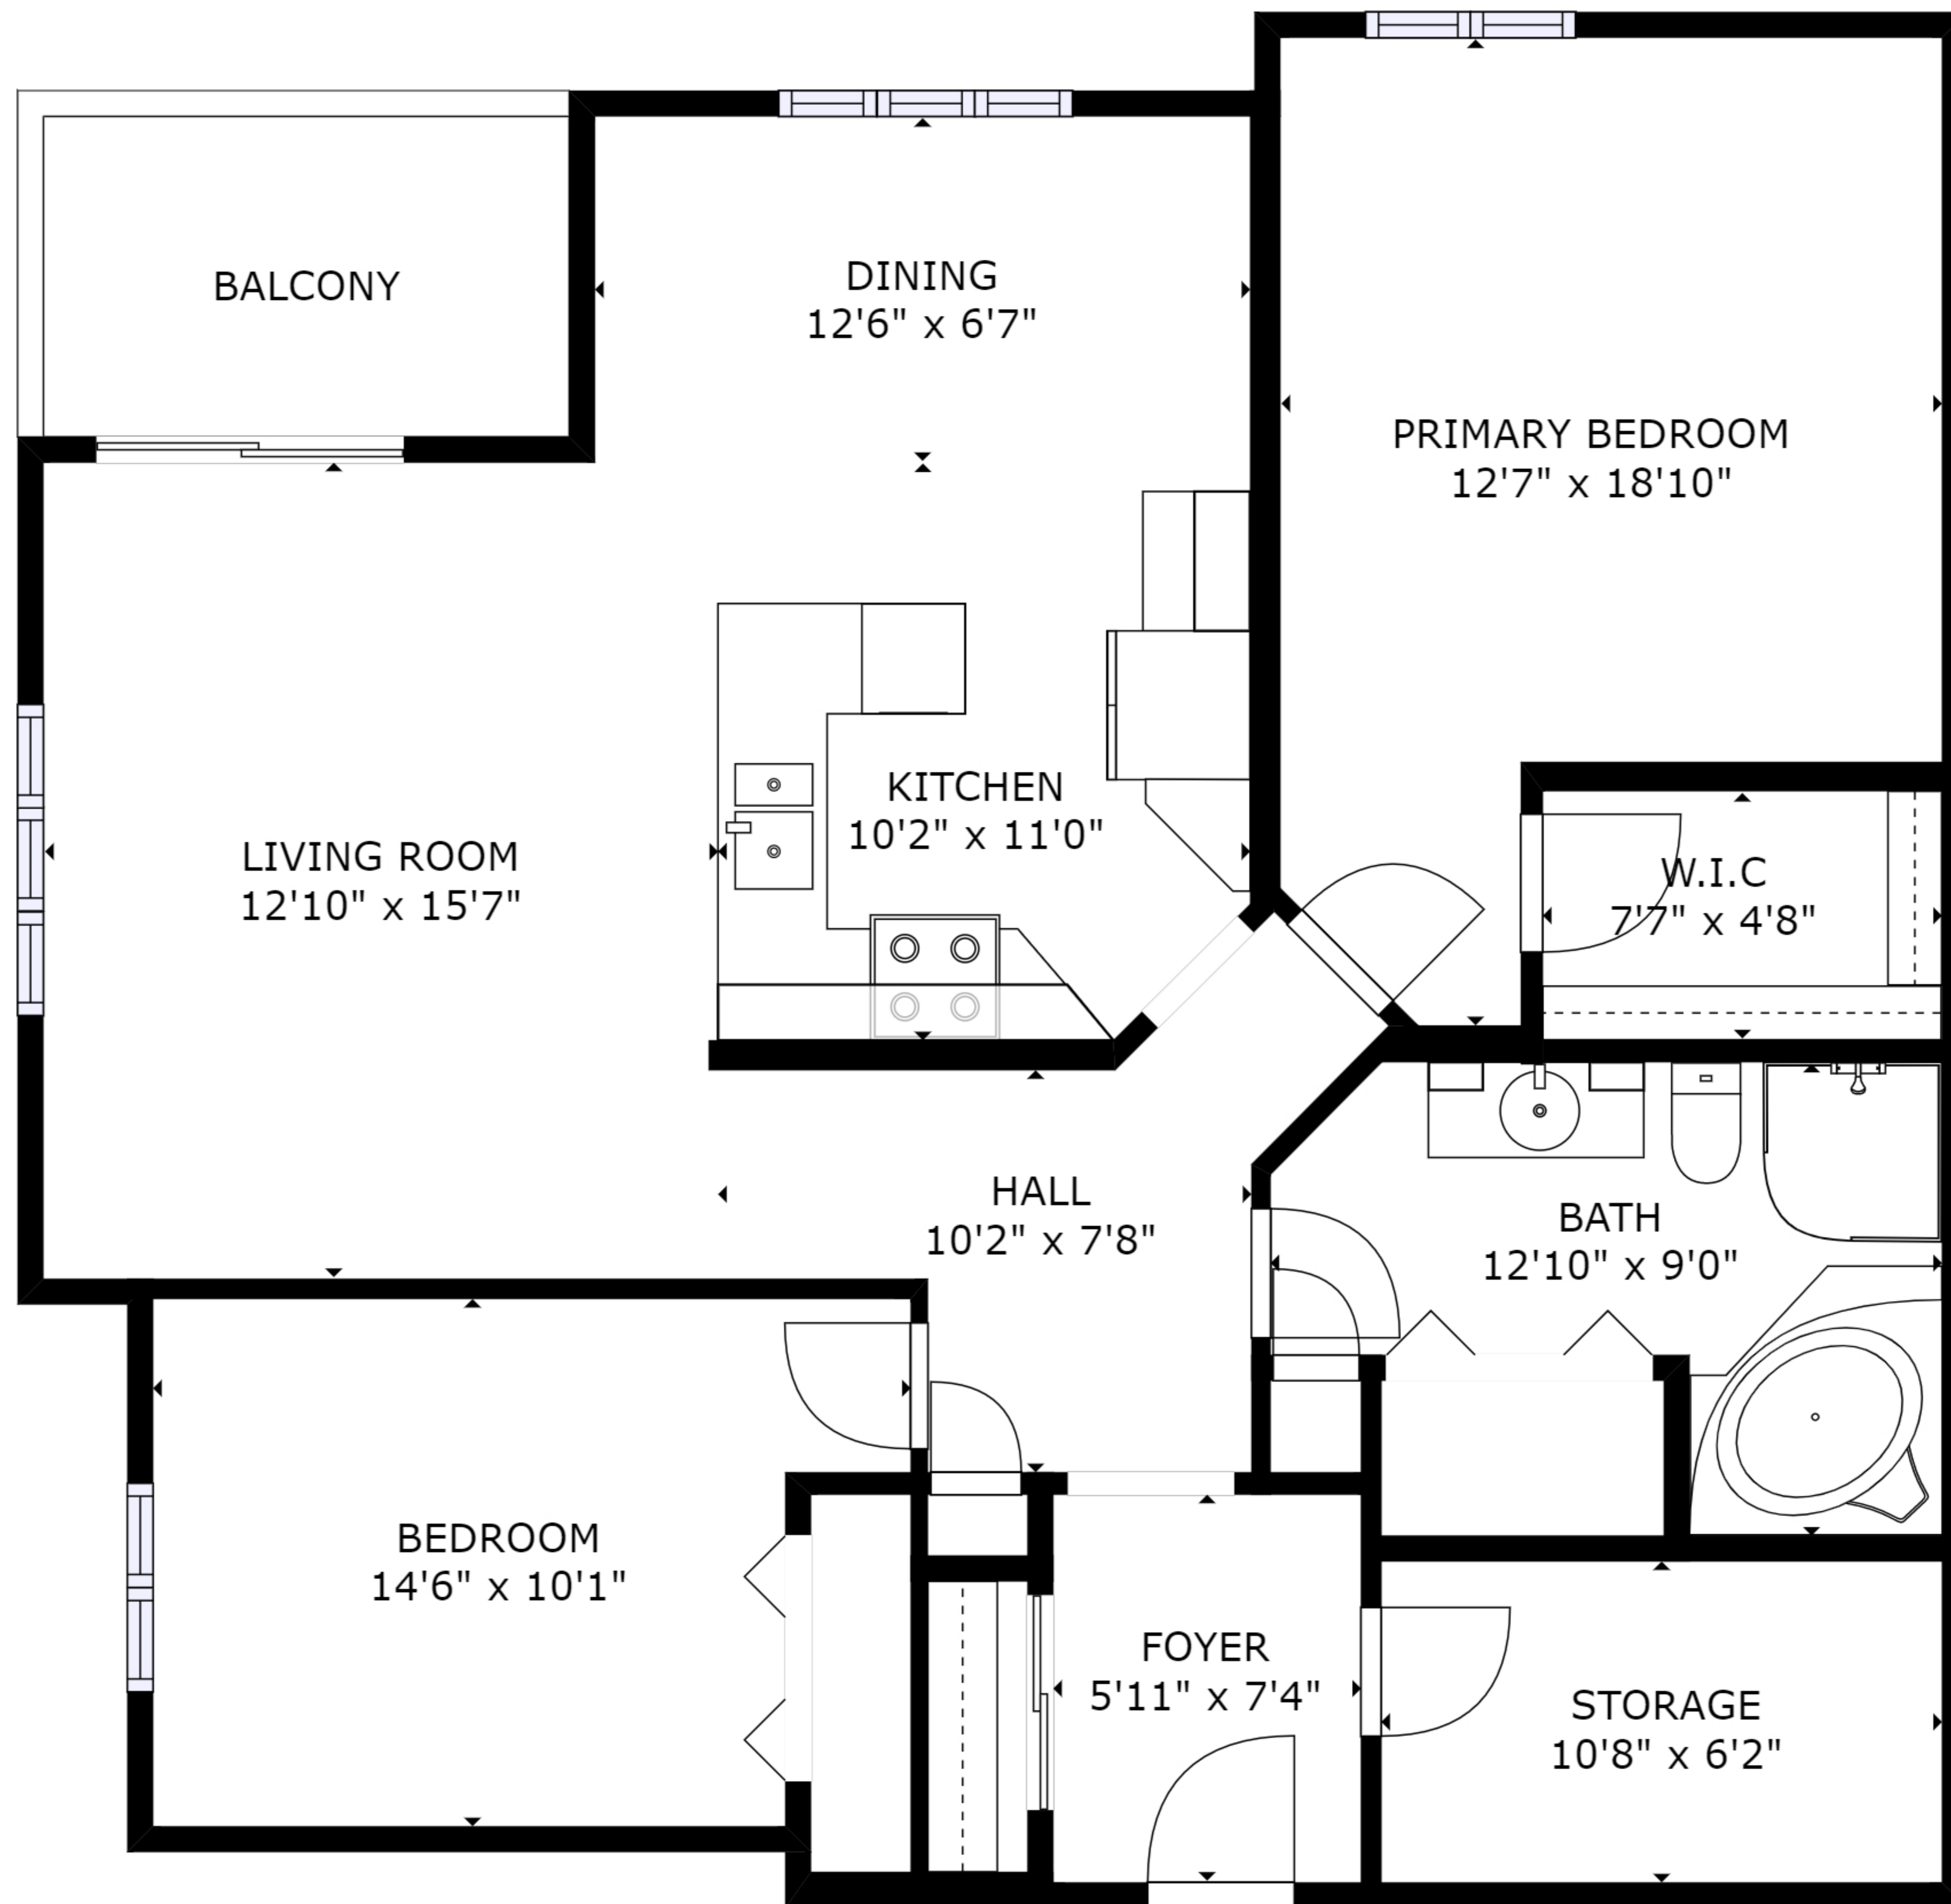 BALCONY
DINING
12'6" x 6'7"
PRIMARY BEDROOM
12'7" x 18'10"
KITCHEN
10'2" x 11'0"
LIVING ROOM
12'10" x 15'7"
W.I.C
7'7" x 4'8"
HALL
10'2" x 7'8"
BATH
12'10" x 9'0"
BEDROOM
14'6" x 10'1"
FOYER
5'11" x 7'4"
STORAGE
10'8" x 6'2"